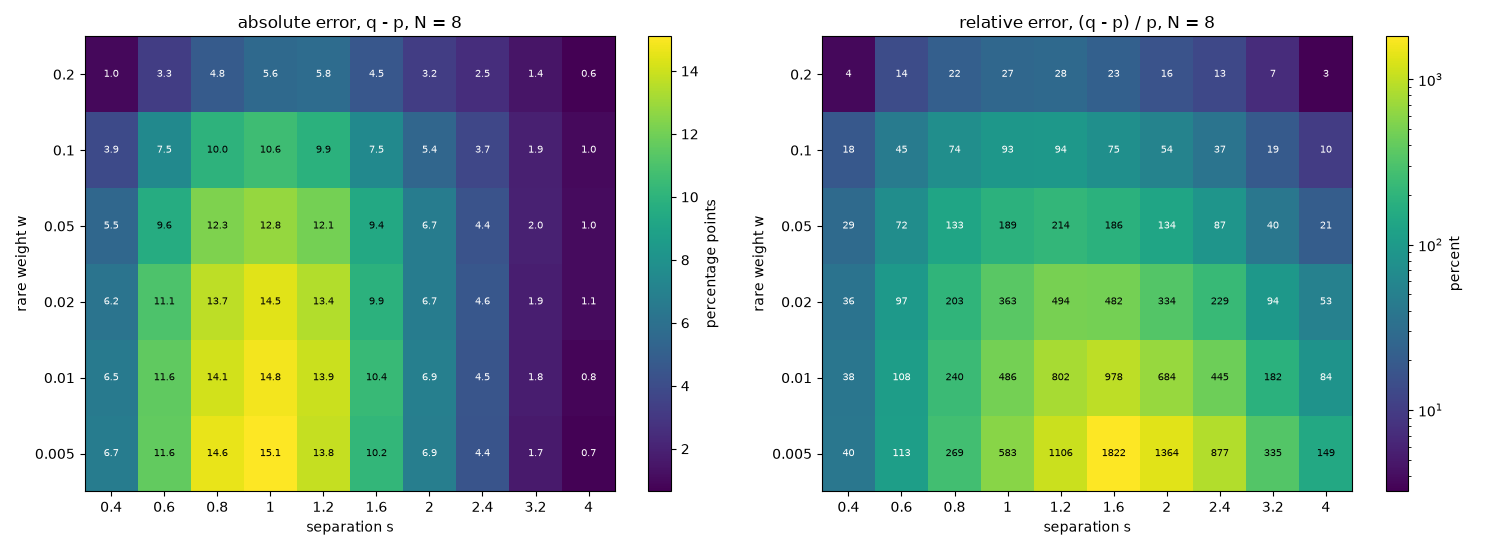 absolute error, q - p, N = 8
0.2 1.0 3.3 4.8 5.6 5.8 4.5 3.2 2.5 1.4 0.6
0.1 3.9 7.5 10.0 10.6 9.9 7.5 5.4 3.7 1.9 1.0
0.05 5.5 9.6 12.3 12.8 12.1 9.4 6.7 4.4 2.0 1.0
0.02 6.2 11.1 13.7 14.5 13.4 9.9 6.7 4.6 1.9 1.1
0.01 6.5 11.6 14.1 14.8 13.9 10.4 6.9 4.5 1.8 0.8
0.005 6.7 11.6 14.6 15.1 13.8 10.2 6.9 4.4 1.7 0.7
0.4 0.6 0.8 1 1.2 1.6 2 2.4 3.2 4
separation s
rare weight w
14
12
10
8
6
4
2
percentage points
relative error, (q - p) / p, N = 8
0.2 4 14 22 27 28 23 16 13 7 3
0.1 18 45 74 93 94 75 54 37 19 10
0.05 29 72 133 189 214 186 134 87 40 21
0.02 36 97 203 363 494 482 334 229 94 53
0.01 38 108 240 486 802 978 684 445 182 84
0.005 40 113 269 583 1106 1822 1364 877 335 149
0.4 0.6 0.8 1 1.2 1.6 2 2.4 3.2 4
separation s
rare weight w
10³
10²
10¹
percent